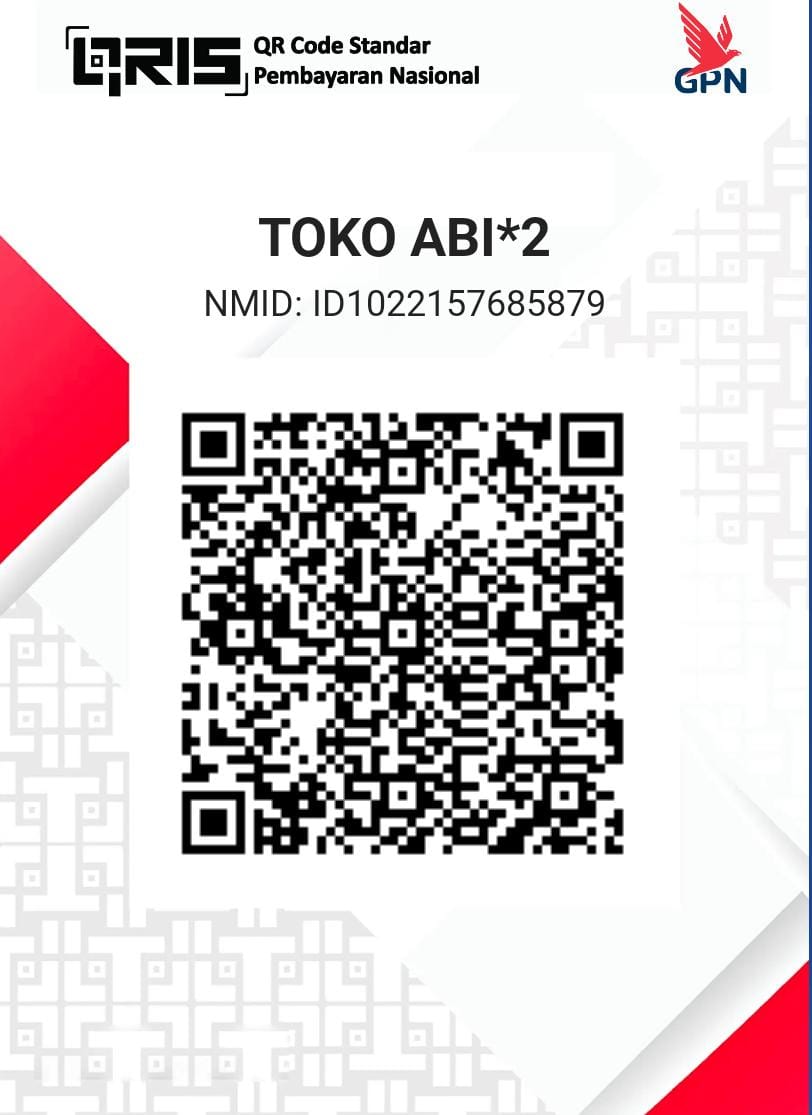 QRIS QR Code Standar
Pembayaran Nasional
GPN
TOKO ABI*2
NMID: ID1022157685879